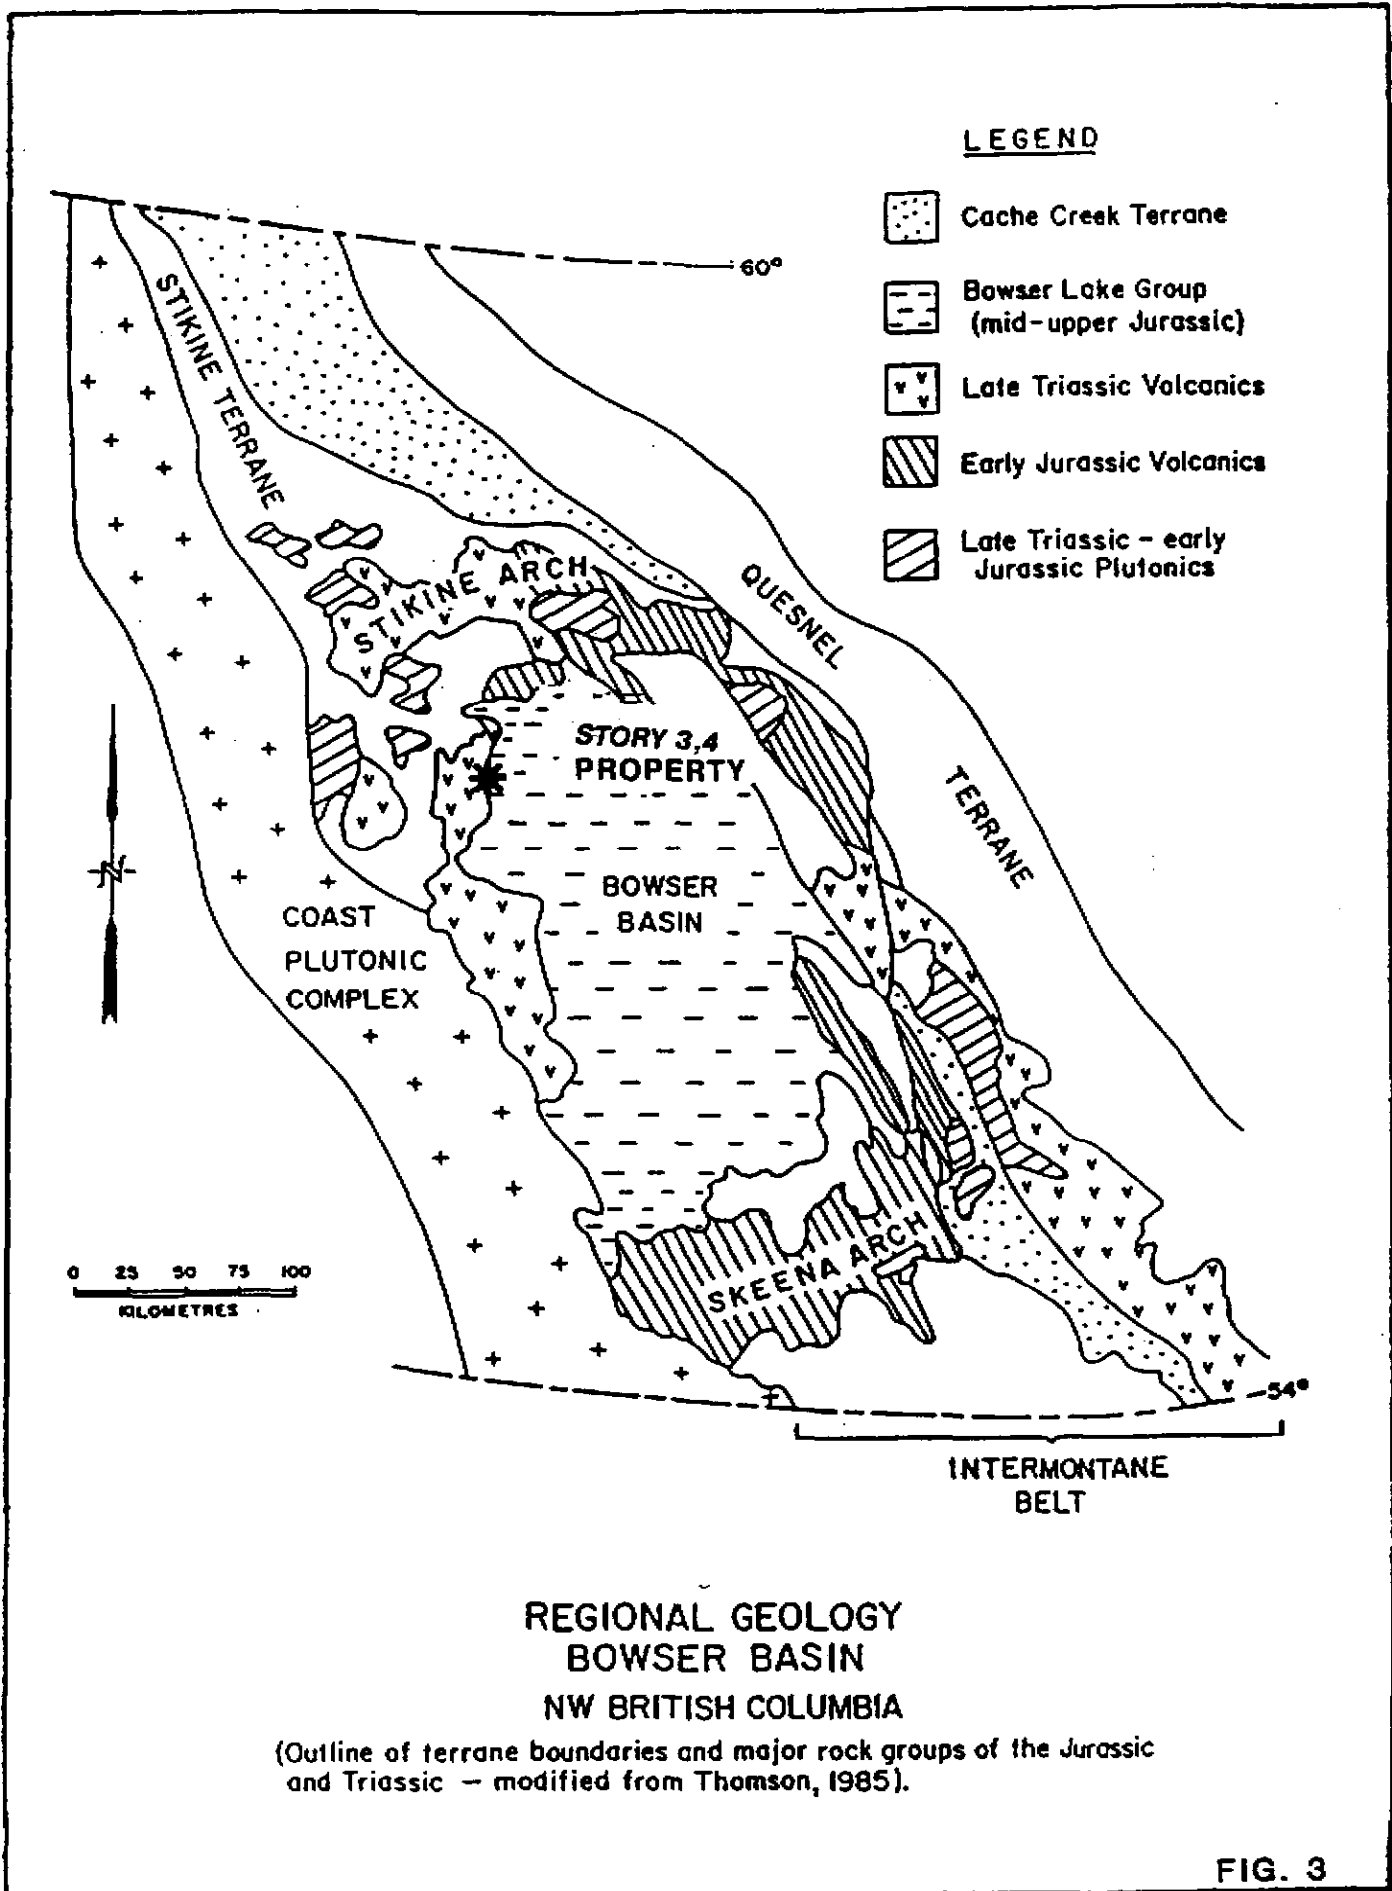 LEGEND
Cache Creek Terrane
Bowser Lake Group
(mid-upper Jurassic)
Late Triassic Volcanics
Early Jurassic Volcanics
Late Triassic - early
Jurassic Plutonics
60°
STIKINE TERRANE
STIKINE ARCH
QUESNEL
TERRANE
STORY 3,4
PROPERTY
BOWSER
BASIN
COAST
PLUTONIC
COMPLEX
N
SKEENA ARCH
0 25 50 75 100
KILOMETRES
54°
INTERMONTANE
BELT
REGIONAL GEOLOGY
BOWSER BASIN
NW BRITISH COLUMBIA
(Outline of terrane boundaries and major rock groups of the Jurassic
and Triassic - modified from Thomson, 1985).
FIG. 3